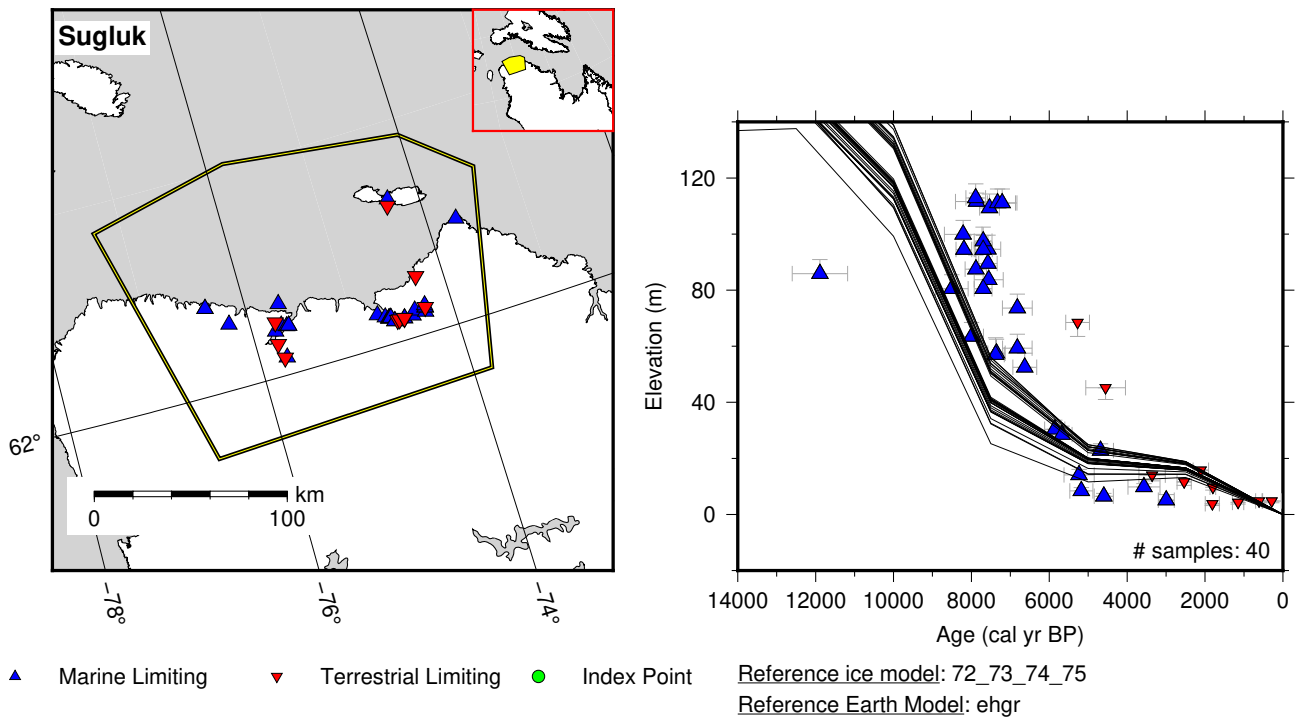 Sugluk
62°
km
0 100
−78°
−76°
−74°
Elevation (m)
120
80
40
0
# samples: 40
14000 12000 10000 8000 6000 4000 2000 0
Age (cal yr BP)
Marine Limiting
Terrestrial Limiting
Index Point
Reference ice model: 72_73_74_75
Reference Earth Model: ehgr